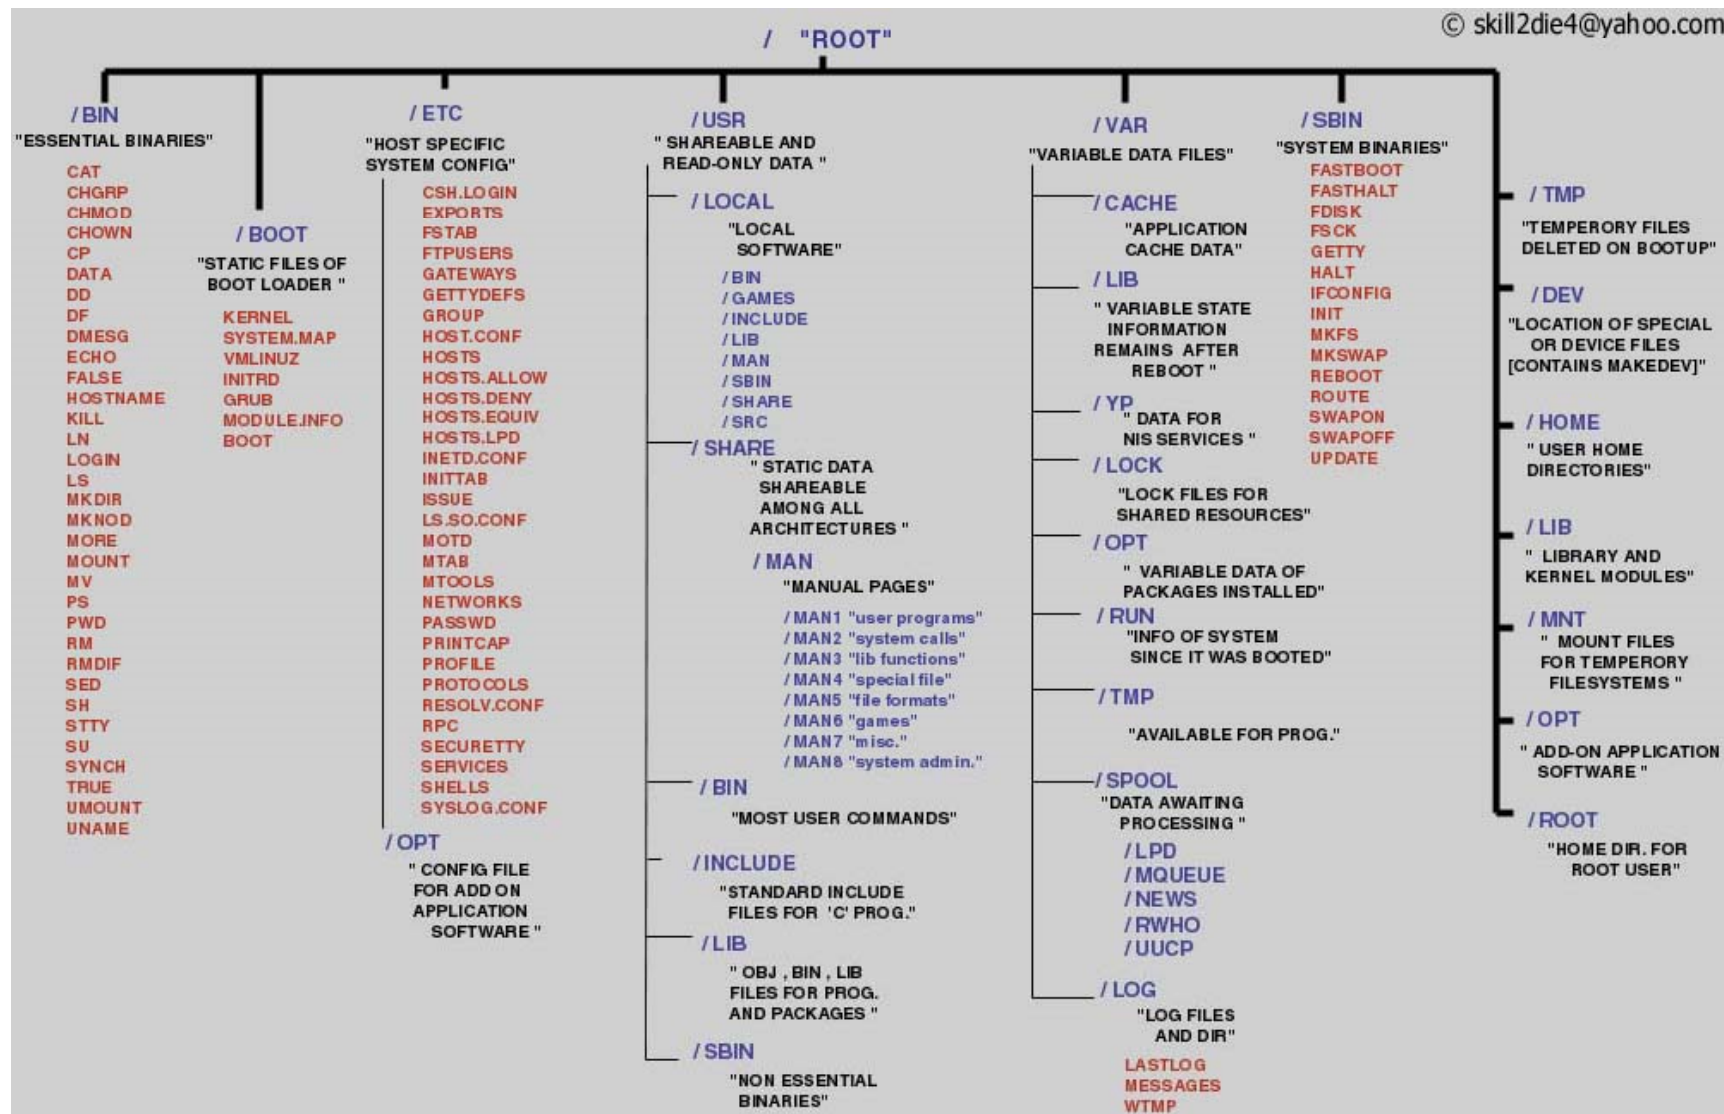 © skill2die4@yahoo.com
/ "ROOT"
/BIN
"ESSENTIAL BINARIES"
CAT
CHGRP
CHMOD
CHOWN
CP
DATA
DD
DF
DMESG
ECHO
FALSE
HOSTNAME
KILL
LN
LOGIN
LS
MKDIR
MKNOD
MORE
MOUNT
MV
PS
PWD
RM
RMDIF
SED
SH
STTY
SU
SYNCH
TRUE
UMOUNT
UNAME
/BOOT
"STATIC FILES OF
BOOT LOADER "
KERNEL
SYSTEM.MAP
VMLINUZ
INITRD
GRUB
MODULE.INFO
BOOT
/ETC
"HOST SPECIFIC
SYSTEM CONFIG"
CSH.LOGIN
EXPORTS
FSTAB
FTPUSERS
GATEWAYS
GETTYDEFS
GROUP
HOST.CONF
HOSTS
HOSTS.ALLOW
HOSTS.DENY
HOSTS.EQUIV
HOSTS.LPD
INETD.CONF
INITTAB
ISSUE
LS.SO.CONF
MOTD
MTAB
MTOOLS
NETWORKS
PASSWD
PRINTCAP
PROFILE
PROTOCOLS
RESOLV.CONF
RPC
SECURETTY
SERVICES
SHELLS
SYSLOG.CONF
/OPT
" CONFIG FILE
FOR ADD ON
APPLICATION
SOFTWARE "
/USR
" SHAREABLE AND
READ-ONLY DATA "
/LOCAL
"LOCAL
SOFTWARE"
/BIN
/GAMES
/INCLUDE
/LIB
/MAN
/SBIN
/SHARE
/SRC
/SHARE
" STATIC DATA
SHAREABLE
AMONG ALL
ARCHITECTURES "
/MAN
"MANUAL PAGES"
/MAN1 "user programs"
/MAN2 "system calls"
/MAN3 "lib functions"
/MAN4 "special file"
/MAN5 "file formats"
/MAN6 "games"
/MAN7 "misc."
/MAN8 "system admin."
/BIN
"MOST USER COMMANDS"
/INCLUDE
"STANDARD INCLUDE
FILES FOR 'C' PROG."
/LIB
" OBJ , BIN , LIB
FILES FOR PROG.
AND PACKAGES "
/SBIN
"NON ESSENTIAL
BINARIES"
/VAR
"VARIABLE DATA FILES"
/CACHE
"APPLICATION
CACHE DATA"
/LIB
" VARIABLE STATE
INFORMATION
REMAINS AFTER
REBOOT "
/YP
" DATA FOR
NIS SERVICES "
/LOCK
"LOCK FILES FOR
SHARED RESOURCES"
/OPT
" VARIABLE DATA OF
PACKAGES INSTALLED"
/RUN
"INFO OF SYSTEM
SINCE IT WAS BOOTED"
/TMP
"AVAILABLE FOR PROG."
/SPOOL
"DATA AWAITING
PROCESSING "
/LPD
/MQUEUE
/NEWS
/RWHO
/UUCP
/LOG
"LOG FILES
AND DIR"
LASTLOG
MESSAGES
WTMP
/SBIN
"SYSTEM BINARIES"
FASTBOOT
FASTHALT
FDISK
FSCK
GETTY
HALT
IFCONFIG
INIT
MKFS
MKSWAP
REBOOT
ROUTE
SWAPON
SWAPOFF
UPDATE
/TMP
"TEMPERORY FILES
DELETED ON BOOTUP"
/DEV
"LOCATION OF SPECIAL
OR DEVICE FILES
[CONTAINS MAKEDEV]"
/HOME
" USER HOME
DIRECTORIES"
/LIB
" LIBRARY AND
KERNEL MODULES"
/MNT
" MOUNT FILES
FOR TEMPERORY
FILESYSTEMS "
/OPT
" ADD-ON APPLICATION
SOFTWARE "
/ROOT
"HOME DIR. FOR
ROOT USER"